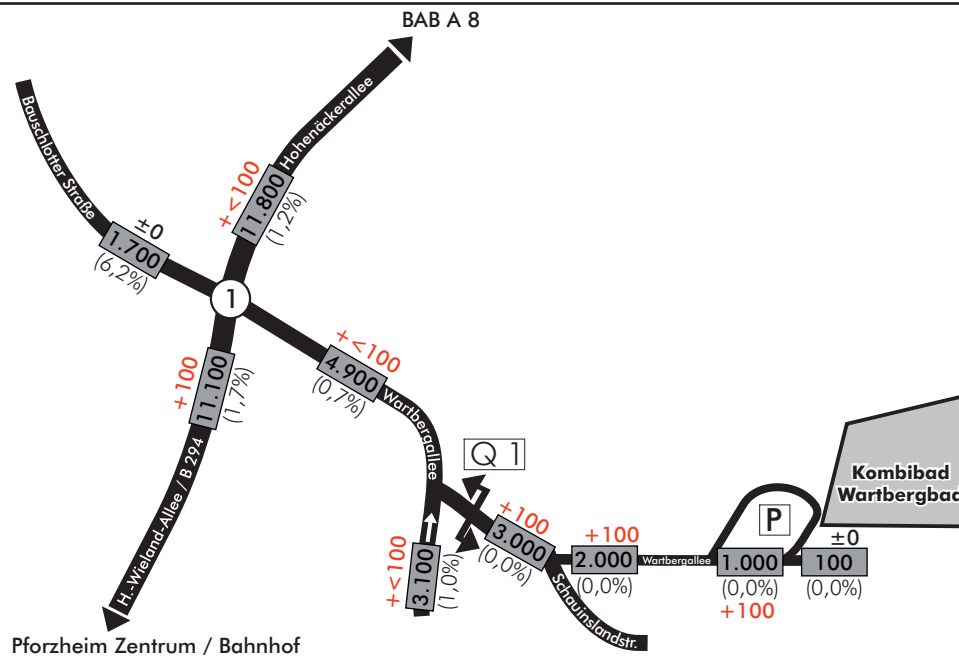 BAB A 8
Hohenäckerallee
Bauschlotter Straße
+<100
11.800
(1,2%)
±0
1.700
(6,2%)
1
+<100
4.900
(0,7%)
Wartbergallee
+100
11.100
(1,7%)
H.-Wieland-Allee / B 294
Q 1
Kombibad
Wartbergbad
P
+100
3.000
(0,0%)
+100
2.000
(0,0%)
Wartbergallee
1.000
(0,0%)
+100
±0
100
(0,0%)
+<100
3.100
(1,0%)
Schauinslandstr.
Pforzheim Zentrum / Bahnhof